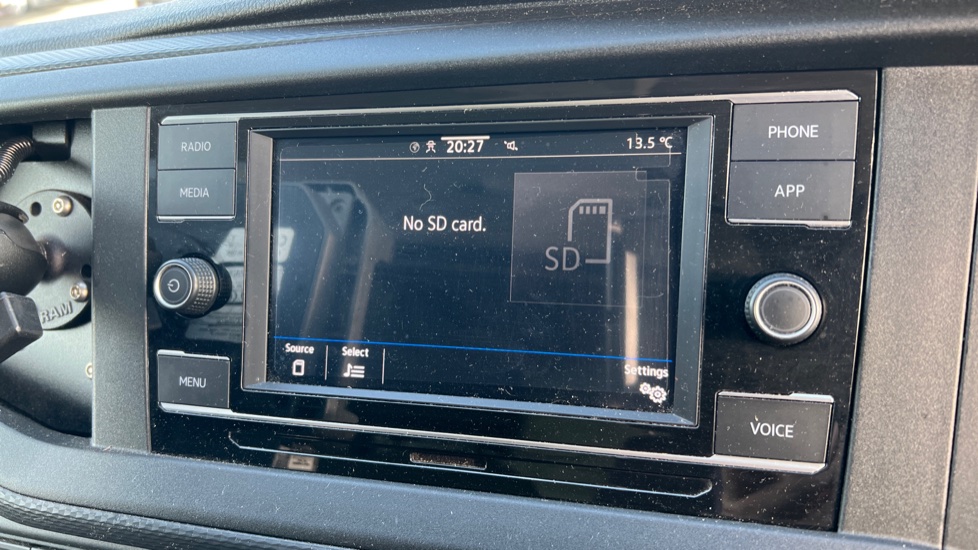 20:27
13.5 °C
RADIO
PHONE
MEDIA
APP
No SD card.
SD
RAM
Source
Select
Settings
MENU
VOICE